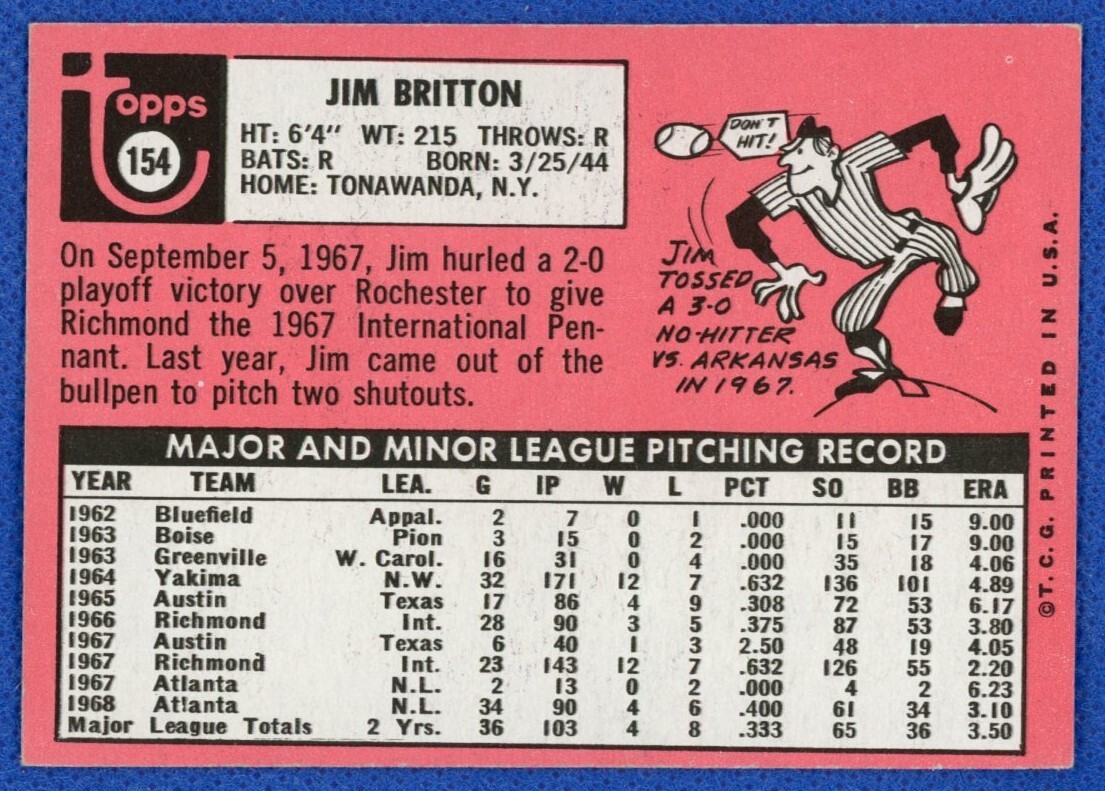 Topps
154
JIM BRITTON
HT: 6'4" WT: 215 THROWS: R
BATS: R BORN: 3/25/44
HOME: TONAWANDA, N.Y.
On September 5, 1967, Jim hurled a 2-0
playoff victory over Rochester to give
Richmond the 1967 International Pen-
nant. Last year, Jim came out of the
bullpen to pitch two shutouts.
DON'T
HIT!
JIM
TOSSED
A 3-0
NO-HITTER
VS. ARKANSAS
IN 1967.
MAJOR AND MINOR LEAGUE PITCHING RECORD
YEAR TEAM LEA. G IP W L PCT SO BB ERA
1962 Bluefield Appal. 2 7 0 1 .000 11 15 9.00
1963 Boise Pion 3 15 0 2 .000 15 17 9.00
1963 Greenville W. Carol. 16 31 0 4 .000 35 18 4.06
1964 Yakima N.W. 32 171 12 7 .632 136 101 4.89
1965 Austin Texas 17 86 4 9 .308 72 53 6.17
1966 Richmond Int. 28 90 3 5 .375 87 53 3.80
1967 Austin Texas 6 40 1 3 2.50 48 19 4.05
1967 Richmond Int. 23 143 12 7 .632 126 55 2.20
1967 Atlanta N.L. 2 13 0 2 .000 4 2 6.23
1968 Atlanta N.L. 34 90 4 6 .400 61 34 3.10
Major League Totals 2 Yrs. 36 103 4 8 .333 65 36 3.50
©T. C. G. PRINTED IN U.S.A.